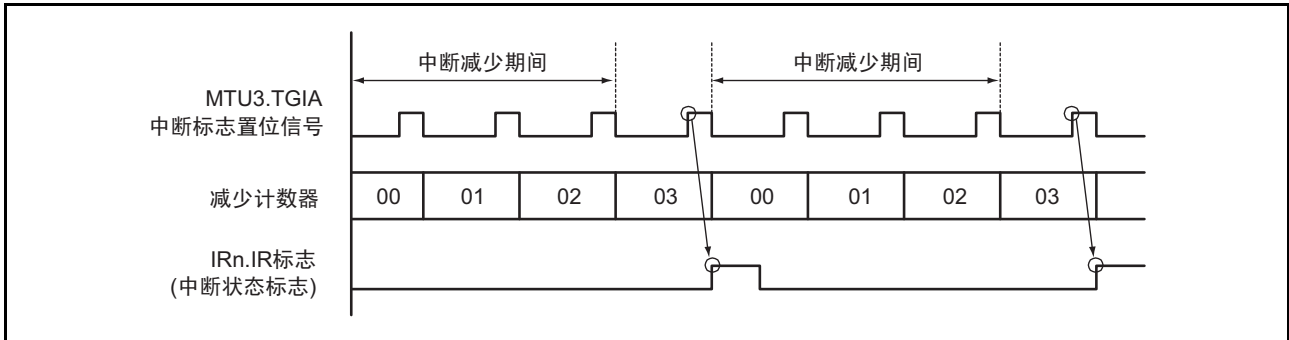 中断减少期间 中断减少期间
MTU3.TGIA
中断标志置位信号
减少计数器 00 01 02 03 00 01 02 03
IRn.IR标志
(中断状态标志)